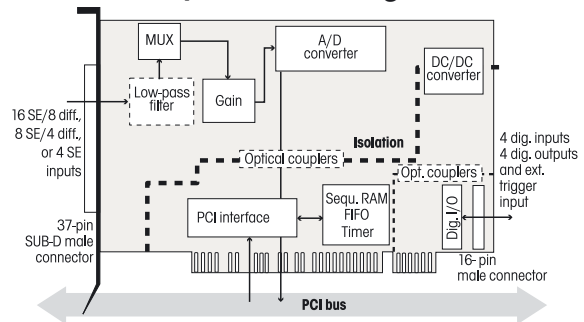 MUX
A/D
converter
DC/DC
converter
Low-pass
filter
Gain
16 SE/8 diff.,
8 SE/4 diff.,
or 4 SE
inputs
Isolation
Optical couplers
Opt. couplers
4 dig. inputs
4 dig. outputs
and ext.
trigger
input
PCI interface
Sequ. RAM
FIFO
Timer
Dig. I/O
37-pin
SUB-D male
connector
16- pin
male connector
PCI bus